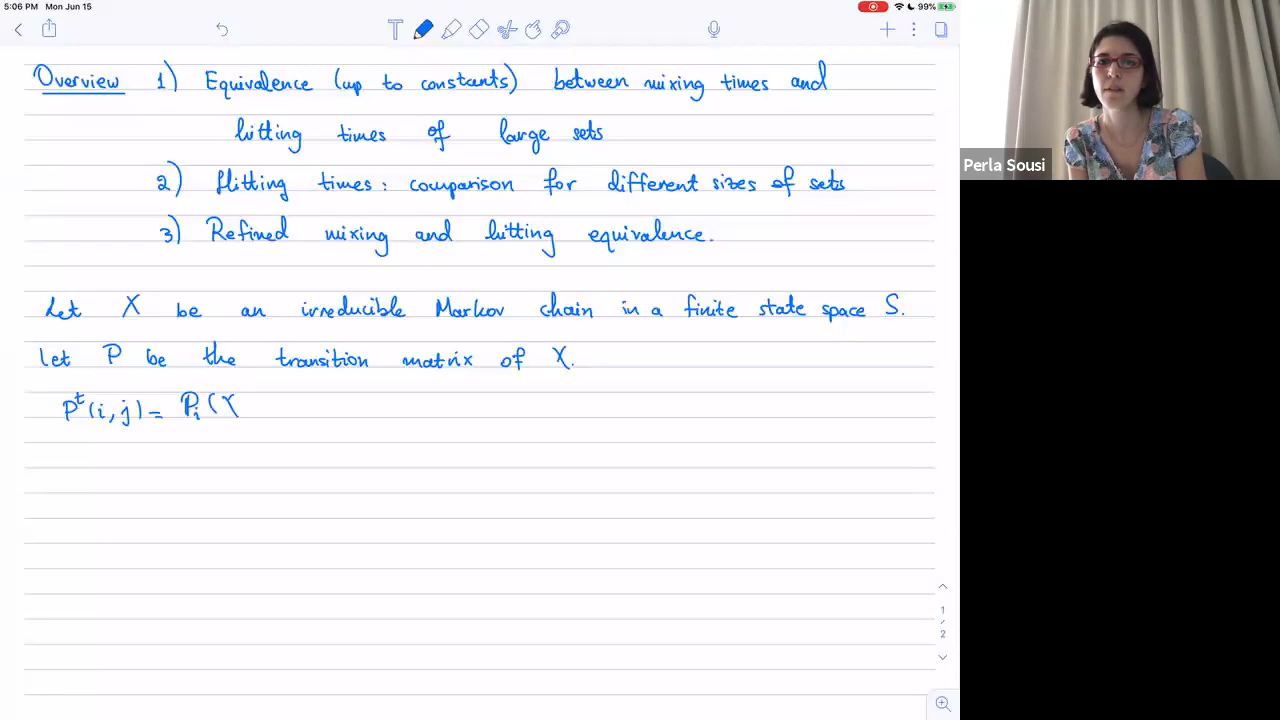 5:06 PM Mon Jun 15
99%
Overview 1) Equivalence (up to constants) between mixing times and
hitting times of large sets
2) Hitting times: comparison for different sizes of sets
3) Refined mixing and hitting equivalence.
Let X be an irreducible Markov chain in a finite state space S.
Let P be the transition matrix of X.
P^t(i,j) = ℙ_i(X
Perla Sousi
1
/
2